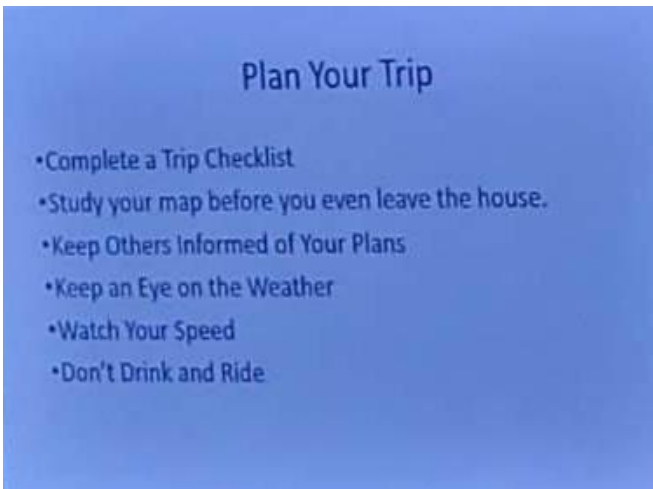 Plan Your Trip
•Complete a Trip Checklist
•Study your map before you even leave the house.
•Keep Others Informed of Your Plans
•Keep an Eye on the Weather
•Watch Your Speed
•Don't Drink and Ride